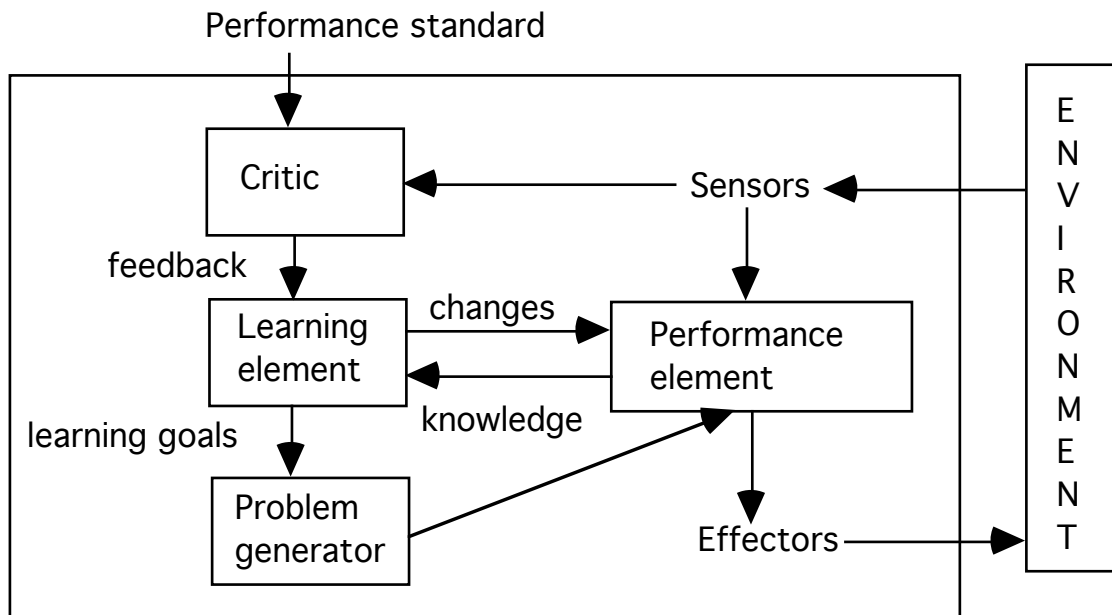 Performance standard
Critic
Sensors
feedback
Learning
element
changes
Performance
element
knowledge
learning goals
Problem
generator
Effectors
E
N
V
I
R
O
N
M
E
N
T